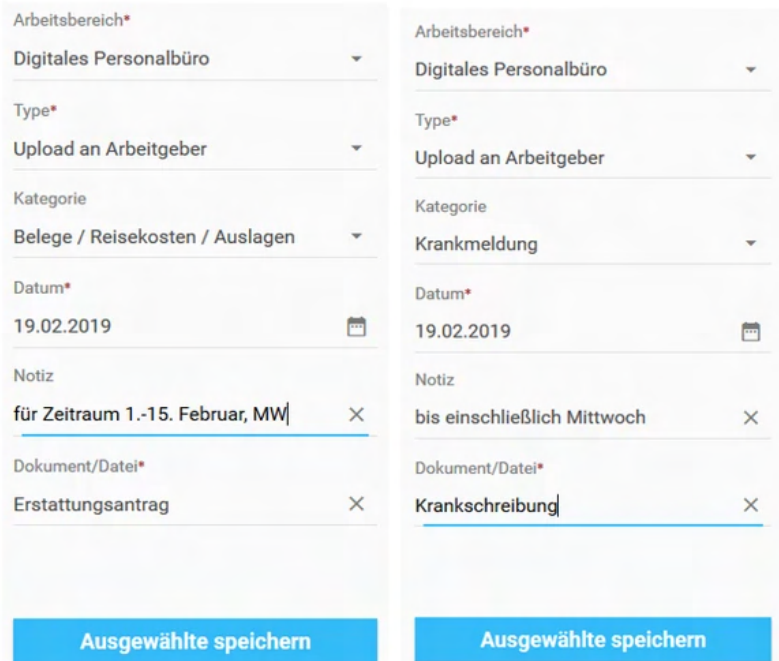 Arbeitsbereich*
Digitales Personalbüro
Type*
Upload an Arbeitgeber
Kategorie
Belege / Reisekosten / Auslagen
Datum*
19.02.2019
Notiz
für Zeitraum 1.-15. Februar, MW
Dokument/Datei*
Erstattungsantrag
Ausgewählte speichern
Arbeitsbereich*
Digitales Personalbüro
Type*
Upload an Arbeitgeber
Kategorie
Krankmeldung
Datum*
19.02.2019
Notiz
bis einschließlich Mittwoch
Dokument/Datei*
Krankschreibung
Ausgewählte speichern